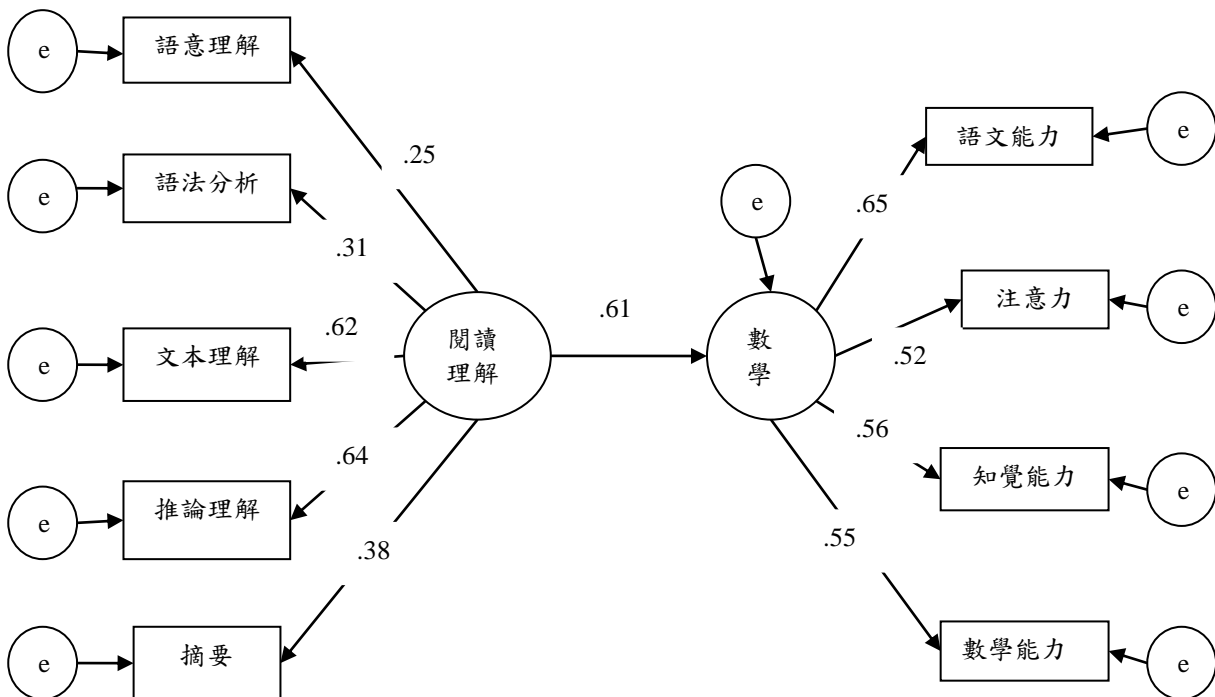 e
語意理解
.25
e
語法分析
.31
e
文本理解
.62
e
推論理解
.64
e
摘要
.38
閱讀
理解
.61
e
數
學
.65
語文能力
e
.52
注意力
e
.56
知覺能力
e
.55
數學能力
e